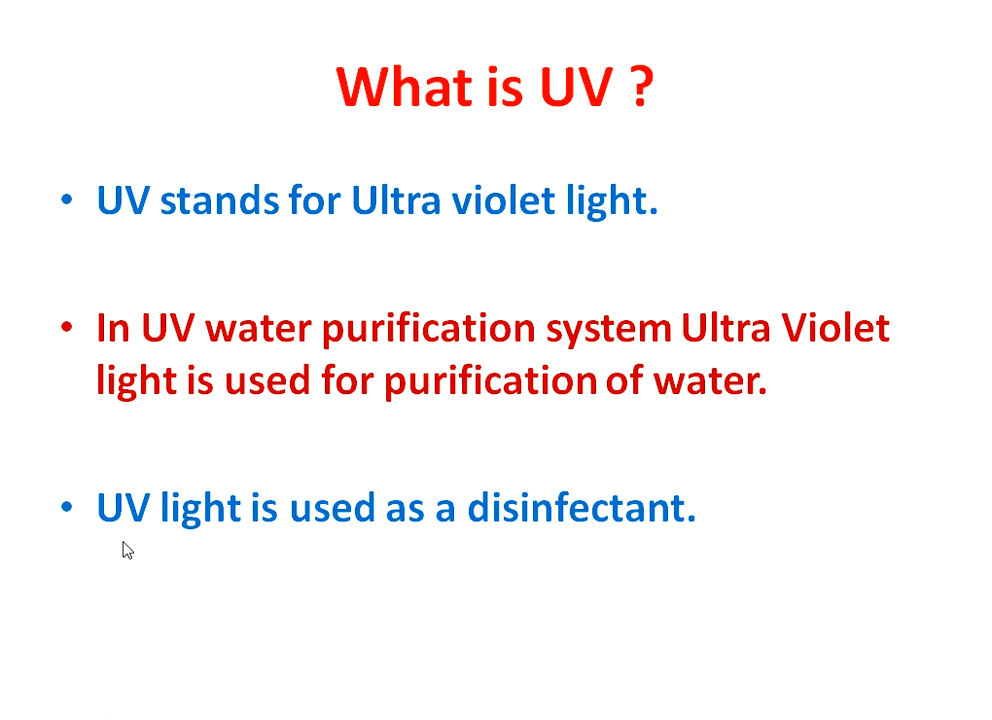 What is UV ?
• UV stands for Ultra violet light.
• In UV water purification system Ultra Violet
light is used for purification of water.
• UV light is used as a disinfectant.